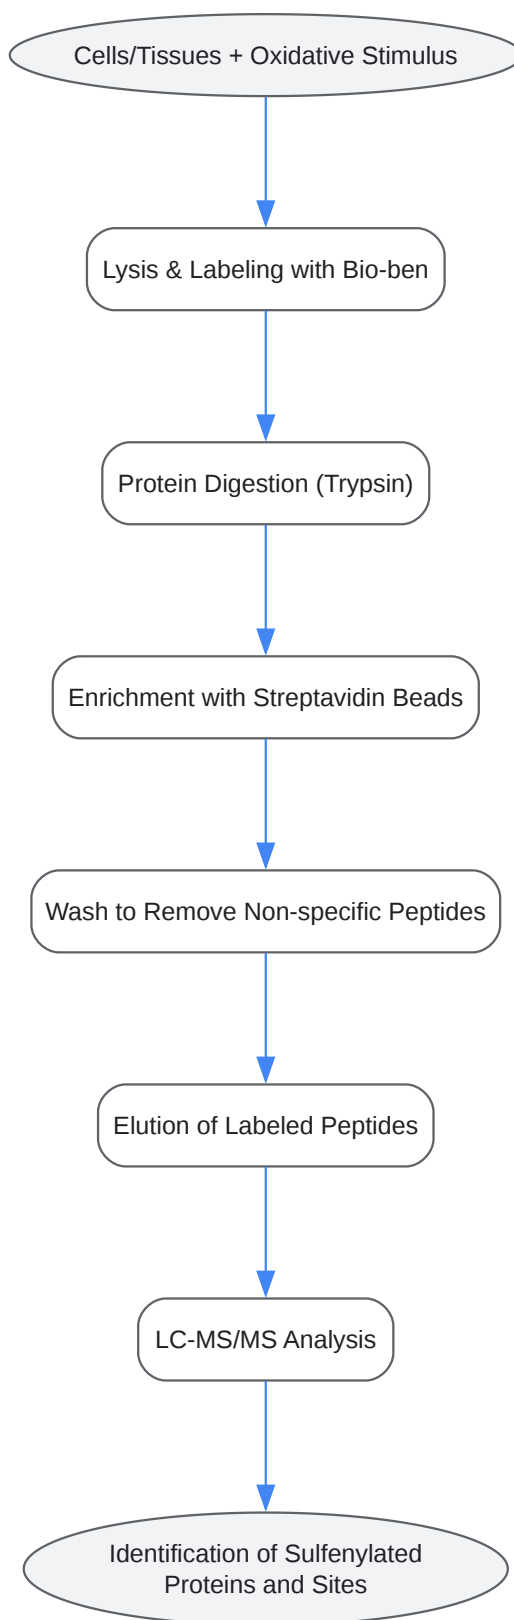 Cells/Tissues + Oxidative Stimulus
Lysis & Labeling with Bio-ben
Protein Digestion (Trypsin)
Enrichment with Streptavidin Beads
Wash to Remove Non-specific Peptides
Elution of Labeled Peptides
LC-MS/MS Analysis
Identification of Sulfenylated
Proteins and Sites